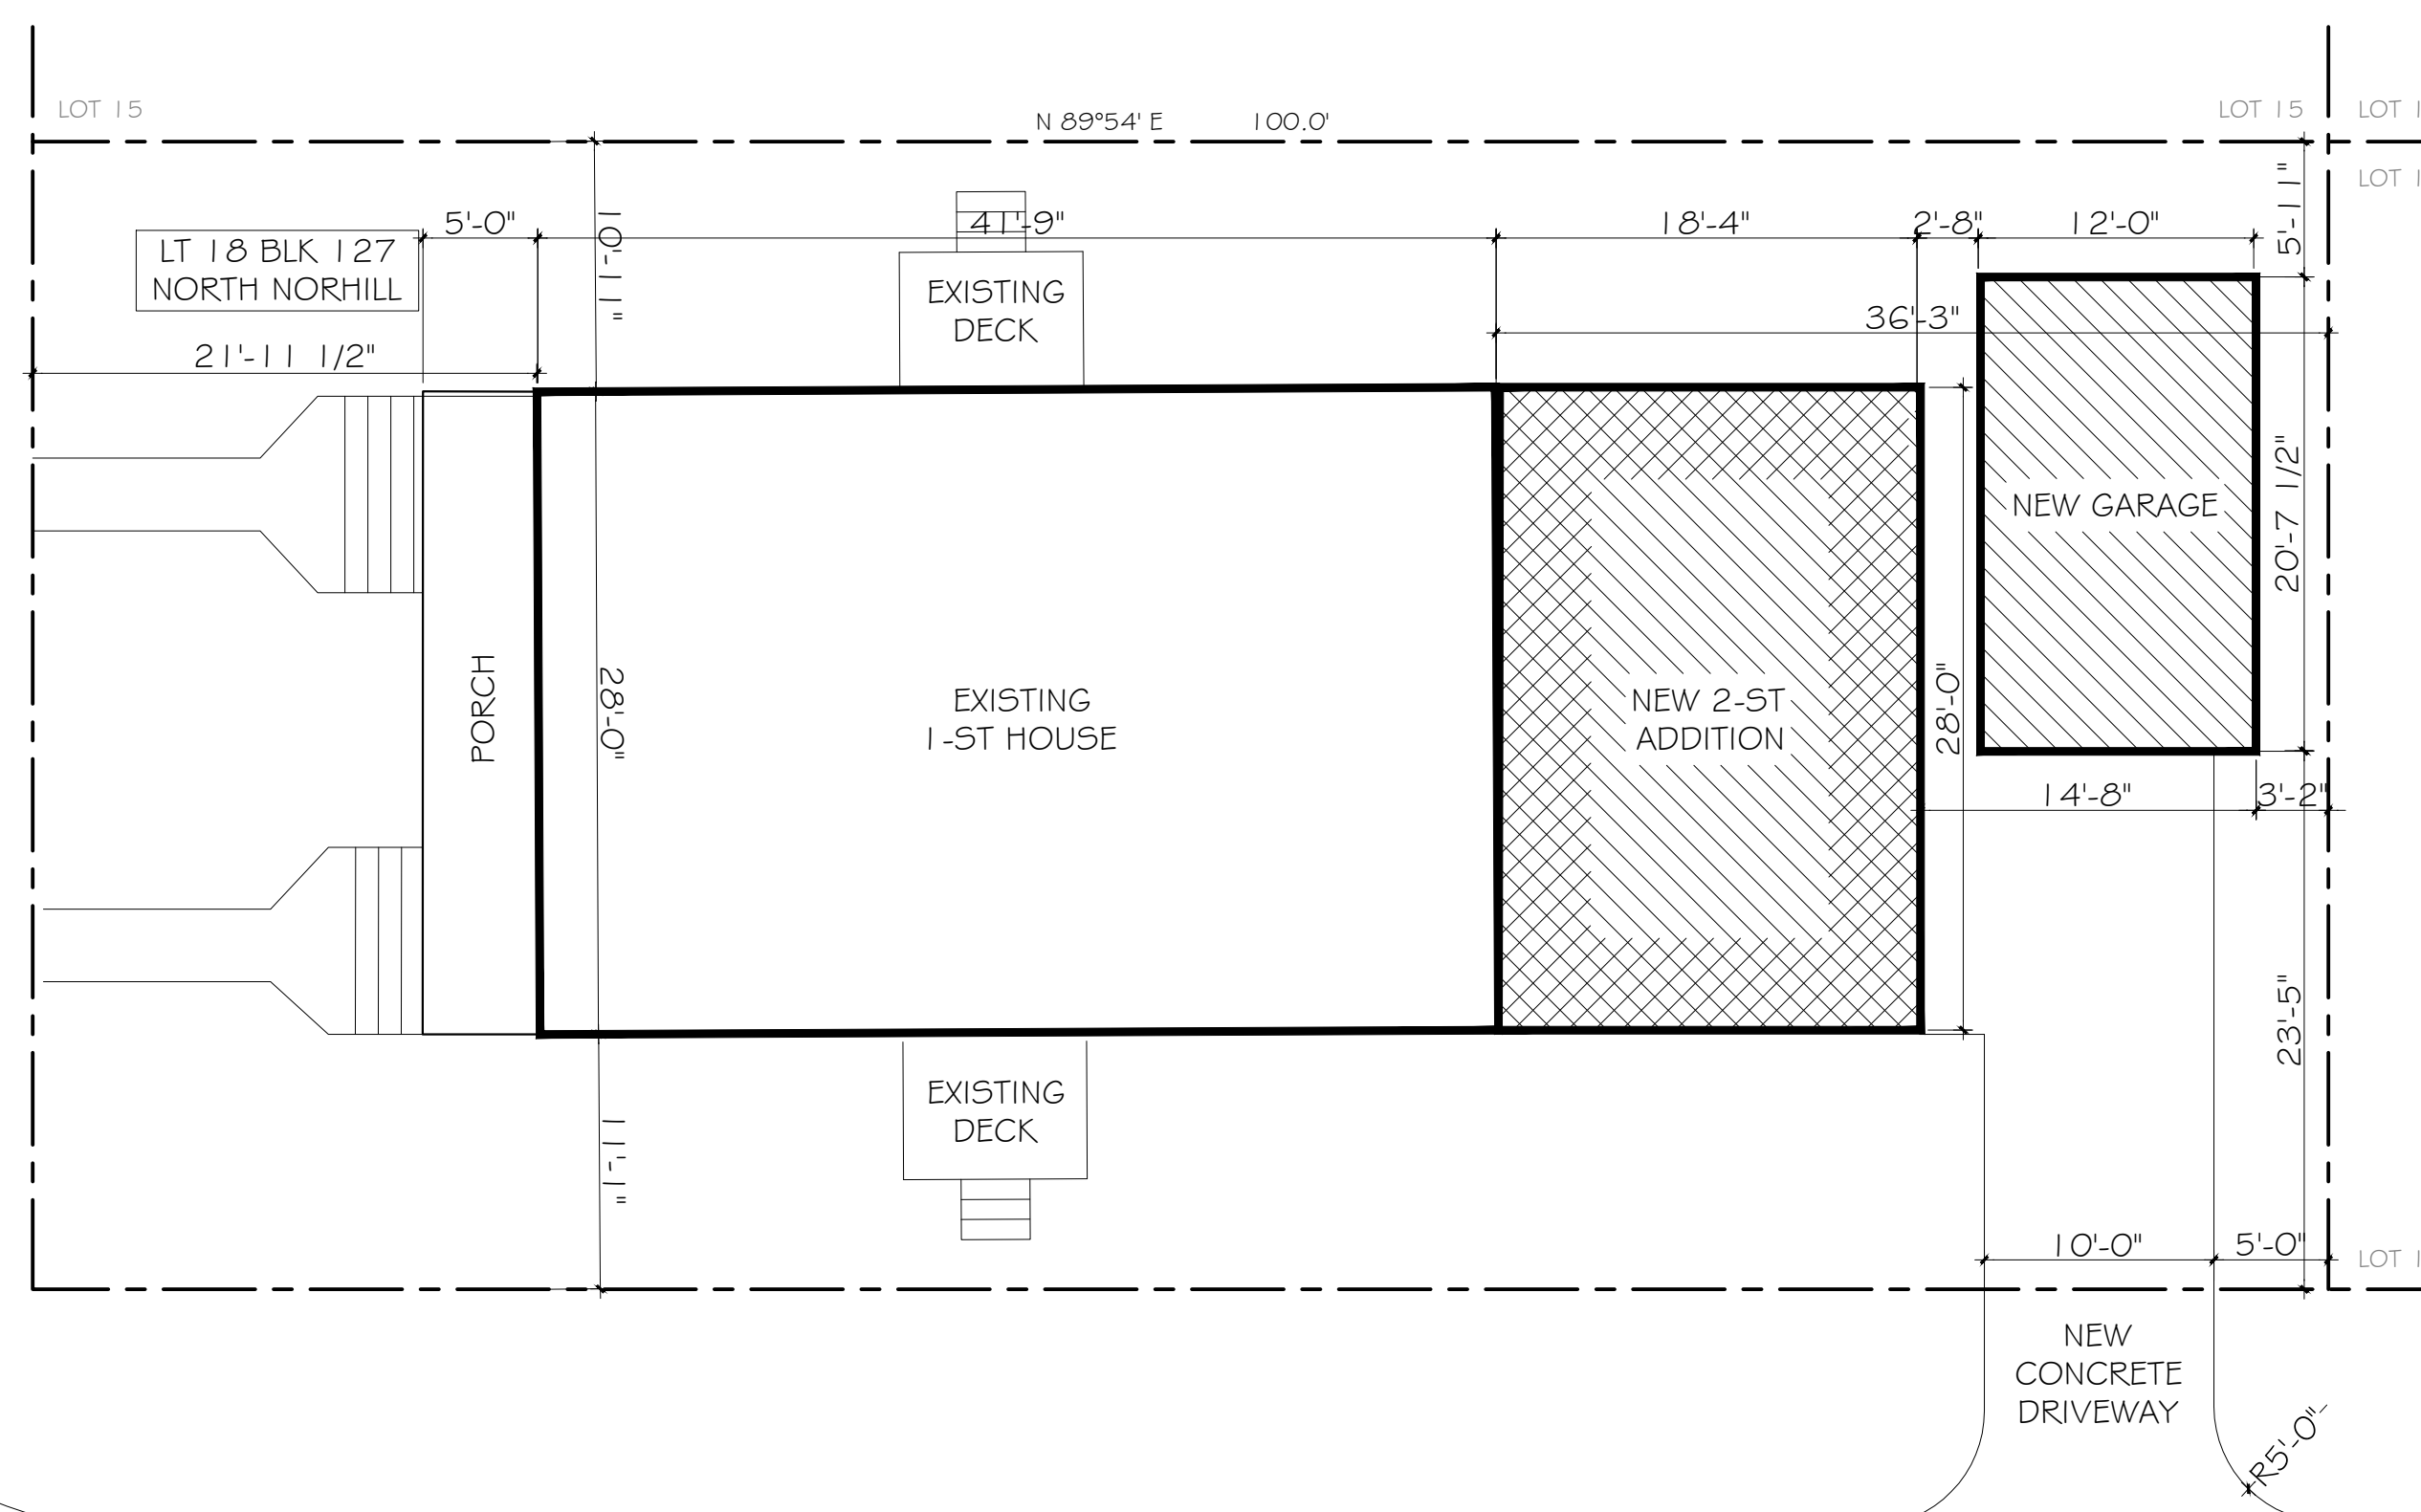 LOT 15
N 89°54' E 100.0'
LOT 15
LOT 1
LOT 1
5'-11"
5'-0"
41'-9"
18'-4"
2'-8"
12'-0"
LT 18 BLK 127
NORTH NORHILL
10'-11"
EXISTING
DECK
36'-3"
21'-11 1/2"
NEW GARAGE
20'-7 1/2"
PORCH
28'-0"
EXISTING
1-ST HOUSE
NEW 2-ST
ADDITION
28'-0"
14'-8"
3'-2"
23'-5"
EXISTING
DECK
11'-1"
10'-0"
5'-0"
LOT 1
NEW
CONCRETE
DRIVEWAY
R5'-0"